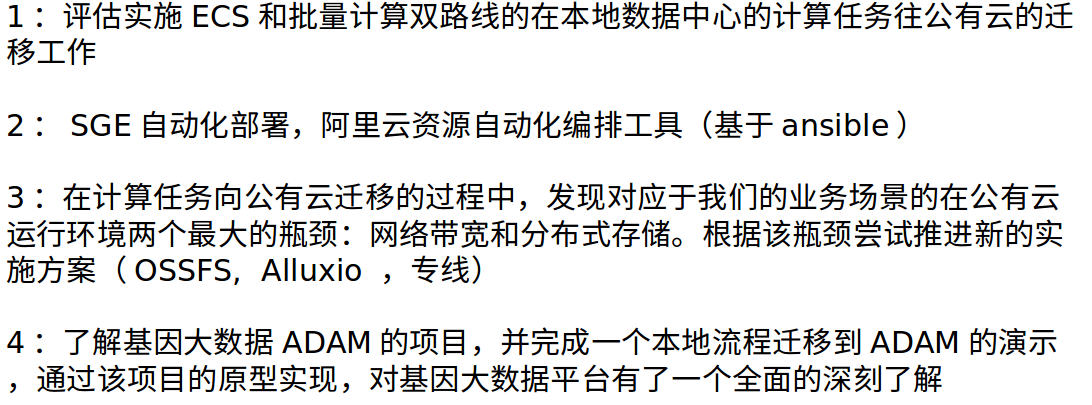 1：评估实施 ECS 和批量计算双路线的在本地数据中心的计算任务往公有云的迁
移工作
2： SGE 自动化部署，阿里云资源自动化编排工具（基于 ansible）
3：在计算任务向公有云迁移的过程中，发现对应于我们的业务场景的在公有云
运行环境两个最大的瓶颈：网络带宽和分布式存储。根据该瓶颈尝试推进新的实
施方案（ OSSFS, Alluxio ，专线）
4：了解基因大数据 ADAM 的项目，并完成一个本地流程迁移到 ADAM 的演示
，通过该项目的原型实现，对基因大数据平台有了一个全面的深刻了解